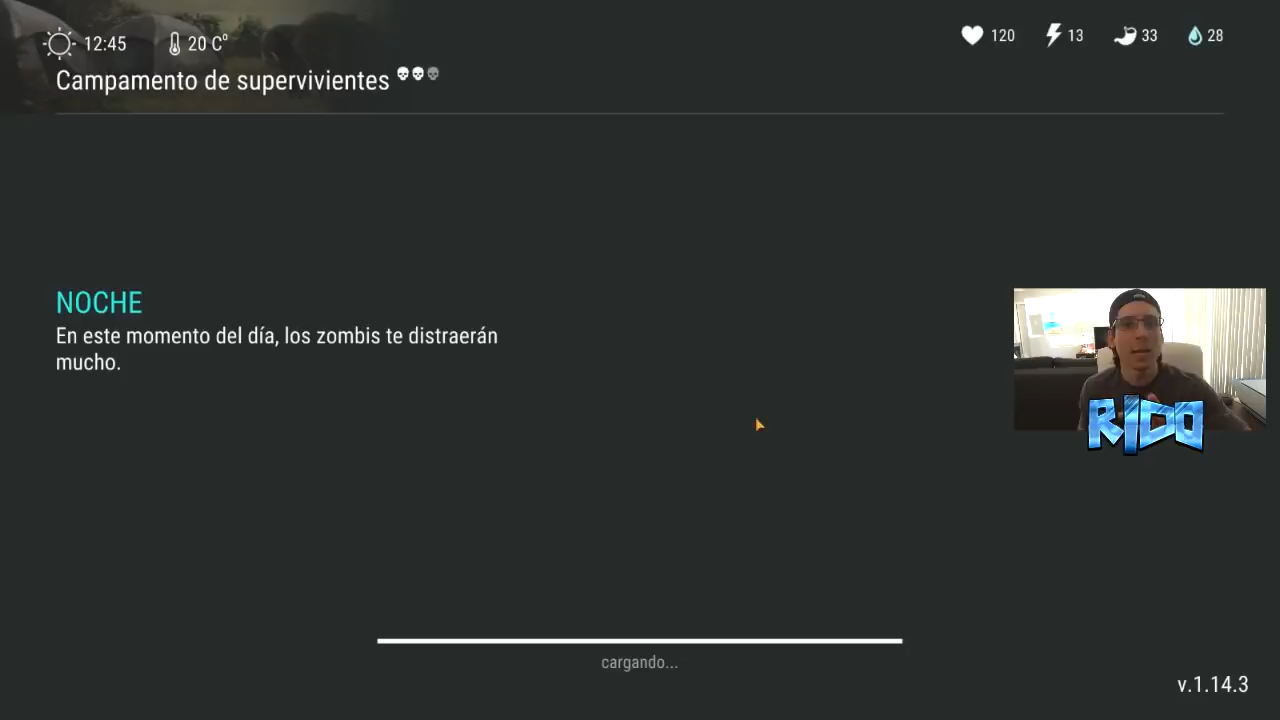 12:45 20 C° 120 13 33 28
Campamento de supervivientes
NOCHE
En este momento del día, los zombis te distraerán
mucho.
RIDO
cargando...
v.1.14.3